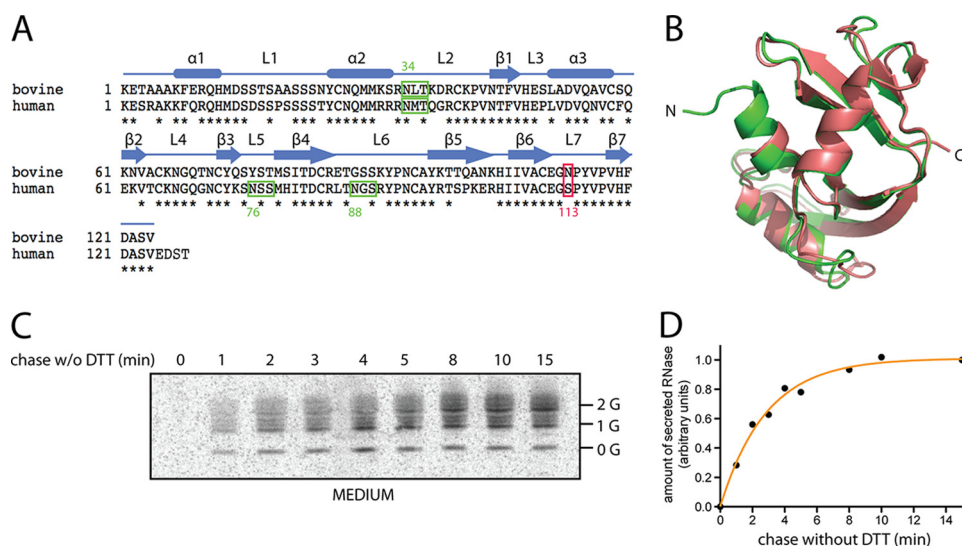 A
α1 L1 α2 34 L2 β1 L3 α3
bovine 1 KETAAAKFERQHMDSSTSAASSSNYCNQMMKSRNLTKDRCKPVNTFVHESLADVQAVCSQ
human 1 KESRAKKFQRQHMDSDSSPSSSSTYCNQMMRRRNMTQGRCKPVNTFVHEPLVDVQNVCFQ
β2 L4 β3 L5 β4 L6 β5 β6 L7 β7
bovine 61 KNVACKNGQTNCYQSYSTMSITDCRETGSSKYPNCAYKTTQANKHIIVACEGNPYVPVHF
human 61 EKVTCKNGQGNCYKSNSSMHITDCRLTNGSRYPNCAYRTSPKERHIIVACEGSPYVPVHF
76 88 113
bovine 121 DASV
human 121 DASVEDST
****
B
N
C
C
chase w/o DTT (min) 0 1 2 3 4 5 8 10 15
2 G
1 G
0 G
MEDIUM
D
amount of secreted RNase
(arbitrary units)
1.0
0.8
0.6
0.4
0.2
0.0
0 2 4 6 8 10 12 14
chase without DTT (min)